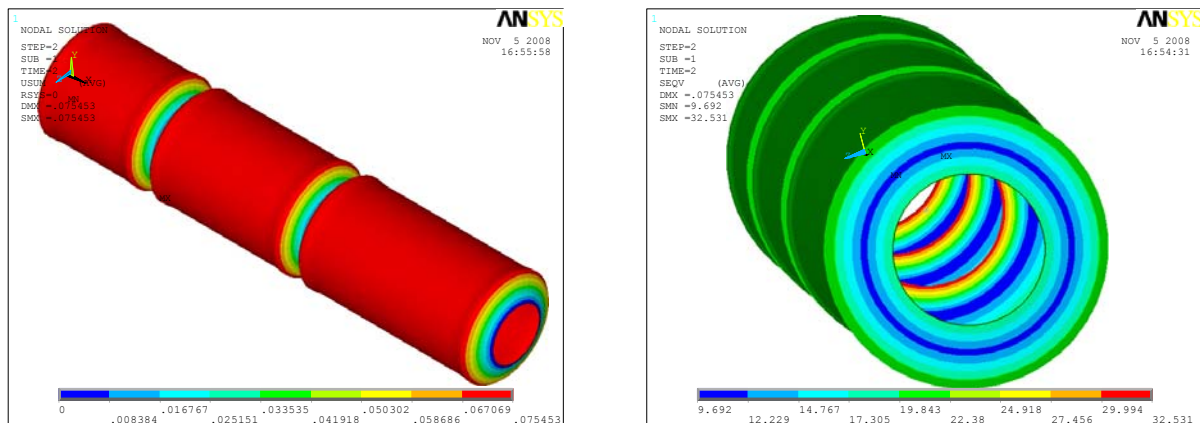 1
ANSYS
NODAL SOLUTION
NOV 5 2008
16:55:58
STEP=2
SUB =1
TIME=2
USUM (AVG)
RSYS=0
DMX =.075453
SMX =.075453
Y
MN
0
.008384
.016767
.025151
.033535
.041918
.050302
.058686
.067069
.075453
1
ANSYS
NODAL SOLUTION
NOV 5 2008
16:54:31
STEP=2
SUB =1
TIME=2
SEQV (AVG)
DMX =.075453
SMN =9.692
SMX =32.531
Y
X
MX
MN
9.692
12.229
14.767
17.305
19.843
22.38
24.918
27.456
29.994
32.531